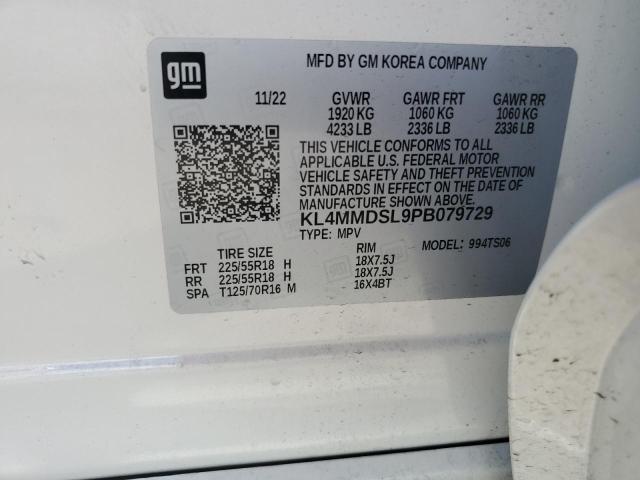 gm
MFD BY GM KOREA COMPANY
11/22 GVWR GAWR FRT GAWR RR
1920 KG 1060 KG 1060 KG
4233 LB 2336 LB 2336 LB
THIS VEHICLE CONFORMS TO ALL
APPLICABLE U.S. FEDERAL MOTOR
VEHICLE SAFETY AND THEFT PREVENTION
STANDARDS IN EFFECT ON THE DATE OF
MANUFACTURE SHOWN ABOVE.
KL4MMDSL9PB079729
TYPE: MPV MODEL: 994TS06
TIRE SIZE RIM
FRT 225/55R18 H 18X7.5J
RR 225/55R18 H 18X7.5J
SPA T125/70R16 M 16X4BT